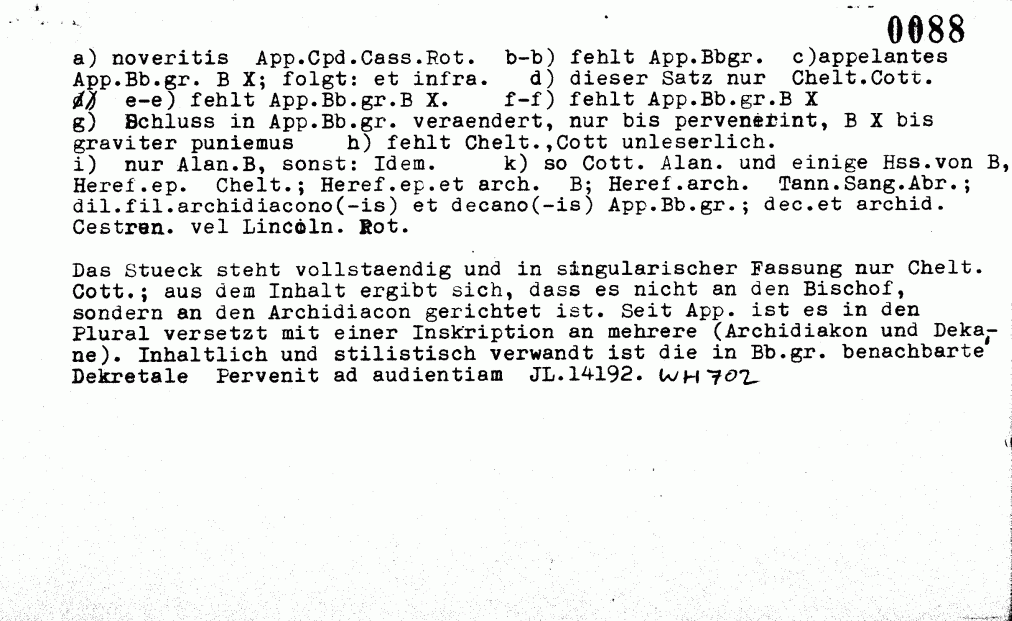 0088
a) noveritis App.Cpd.Cass.Rot. b-b) fehlt App.Bbgr. c)appelantes
App.Bb.gr. B X; folgt: et infra. d) dieser Satz nur Chelt.Cott.
e-e) fehlt App.Bb.gr.B X. f-f) fehlt App.Bb.gr.B X
g) Schluss in App.Bb.gr. veraendert, nur bis pervenerint, B X bis
graviter puniemus h) fehlt Chelt.,Cott unleserlich.
i) nur Alan.B, sonst: Idem. k) so Cott. Alan. und einige Hss.von B,
Heref.ep. Chelt.; Heref.ep.et arch. B; Heref.arch. Tann.Sang.Abr.;
dil.fil.archidiacono(-is) et decano(-is) App.Bb.gr.; dec.et archid.
Cestren. vel Lincoln. Rot.
Das Stueck steht vollstaendig und in singularischer Fassung nur Chelt.
Cott.; aus dem Inhalt ergibt sich, dass es nicht an den Bischof,
sondern an den Archidiacon gerichtet ist. Seit App. ist es in den
Plural versetzt mit einer Inskription an mehrere (Archidiakon und Deka-
ne). Inhaltlich und stilistisch verwandt ist die in Bb.gr. benachbarte
Dekretale Pervenit ad audientiam JL.14192. WH 702